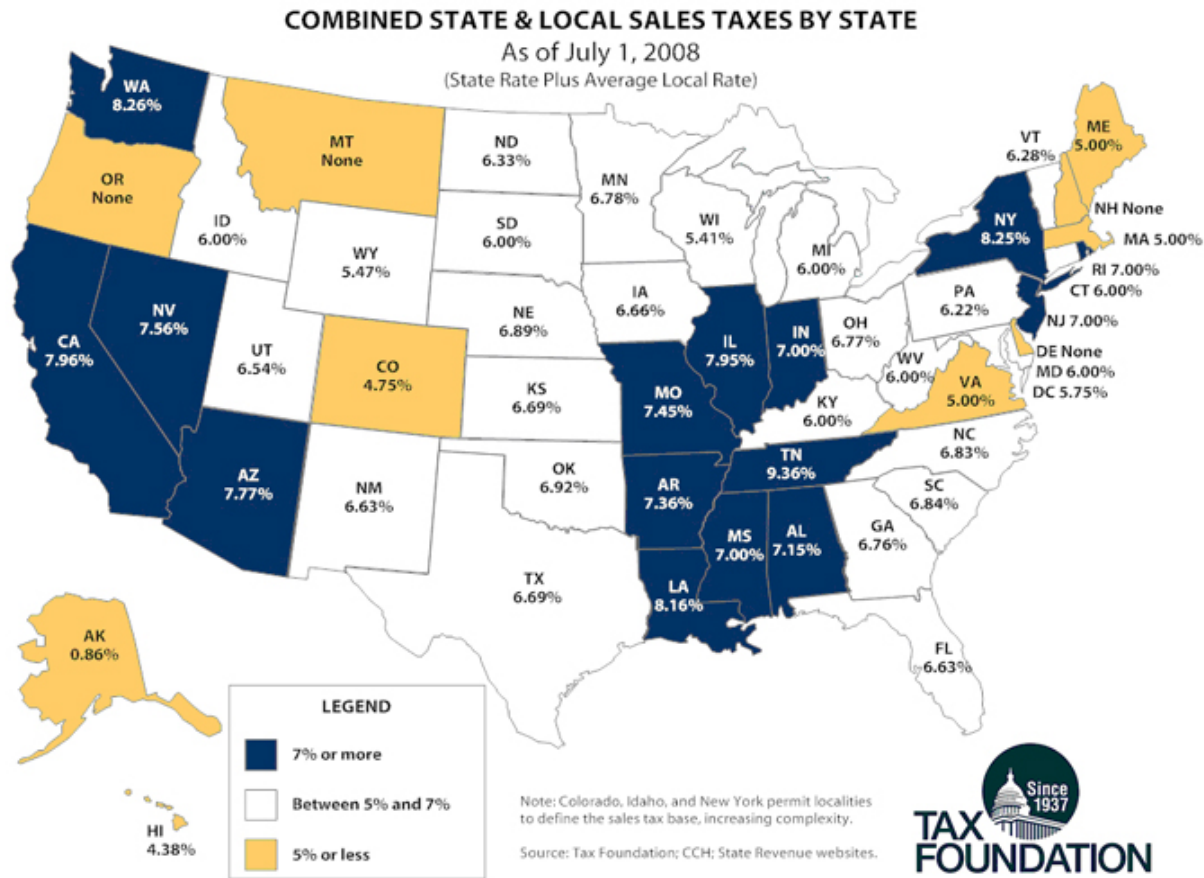 COMBINED STATE & LOCAL SALES TAXES BY STATE
As of July 1, 2008
(State Rate Plus Average Local Rate)
WA
8.26%
OR
None
MT
None
ID
6.00%
ND
6.33%
MN
6.78%
SD
6.00%
WI
5.41%
MI
6.00%
VT
6.28%
ME
5.00%
NH None
NY
8.25%
MA 5.00%
RI 7.00%
CT 6.00%
WY
5.47%
IA
6.66%
NE
6.89%
PA
6.22%
NJ 7.00%
NV
7.56%
CA
7.96%
UT
6.54%
CO
4.75%
KS
6.69%
MO
7.45%
IL
7.95%
IN
7.00%
OH
6.77%
WV
6.00%
DE None
MD 6.00%
DC 5.75%
VA
5.00%
KY
6.00%
NC
6.83%
TN
9.36%
AZ
7.77%
NM
6.63%
OK
6.92%
AR
7.36%
SC
6.84%
MS
7.00%
AL
7.15%
GA
6.76%
TX
6.69%
LA
8.16%
FL
6.63%
AK
0.86%
HI
4.38%
LEGEND
7% or more
Between 5% and 7%
5% or less
Note: Colorado, Idaho, and New York permit localities
to define the sales tax base, increasing complexity.
Source: Tax Foundation; CCH; State Revenue websites.
Since
1937
TAX
FOUNDATION